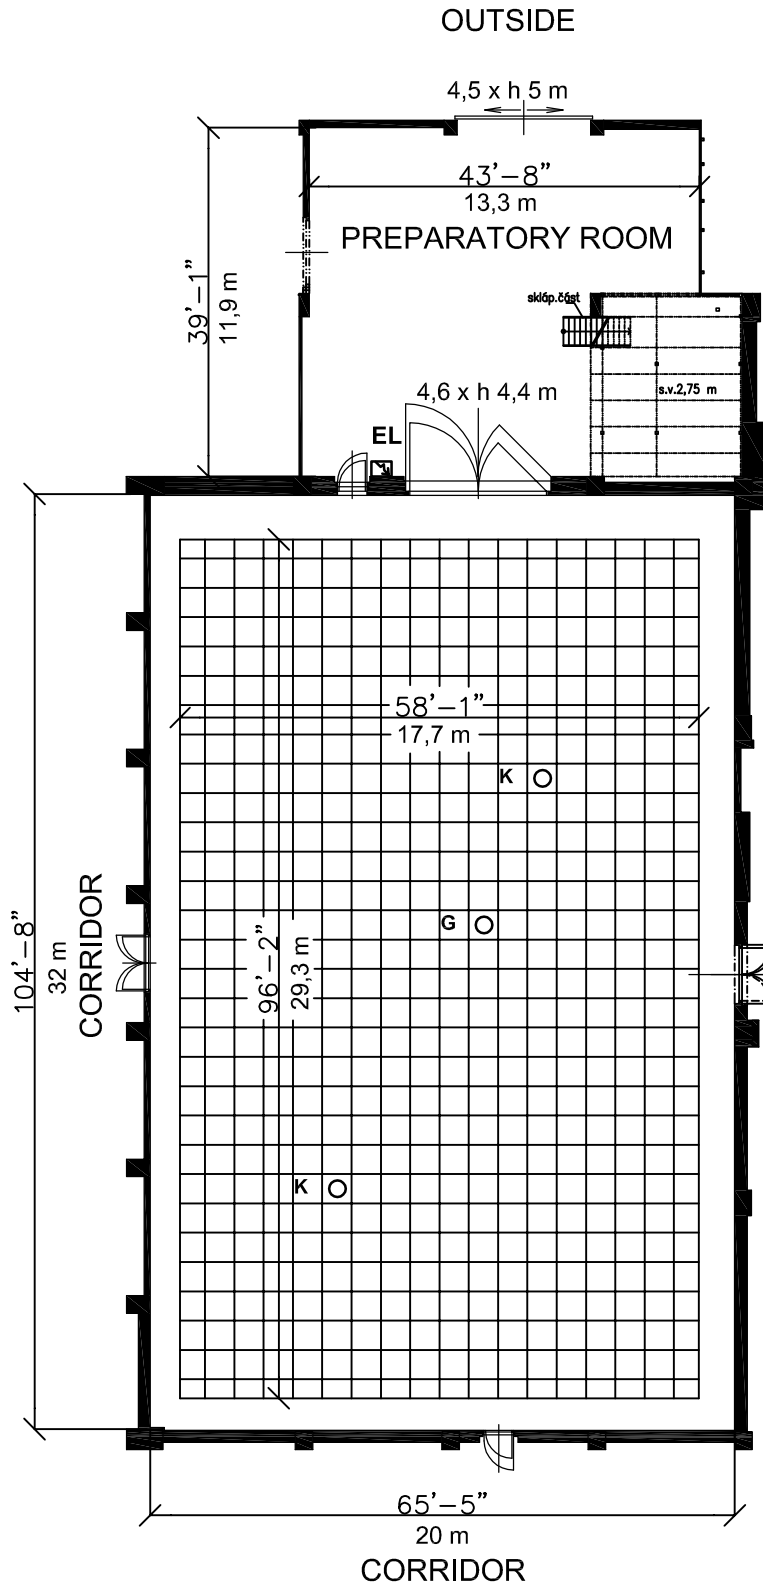 OUTSIDE
4,5 x h 5 m
43’–8”
13,3 m
PREPARATORY ROOM
39’–1”
11,9 m
skláp.část
4,6 x h 4,4 m
s.v.2,75 m
EL
58’–1”
17,7 m
K
G
104’–8”
32 m
CORRIDOR
96’–2”
29,3 m
K
65’–5”
20 m
CORRIDOR